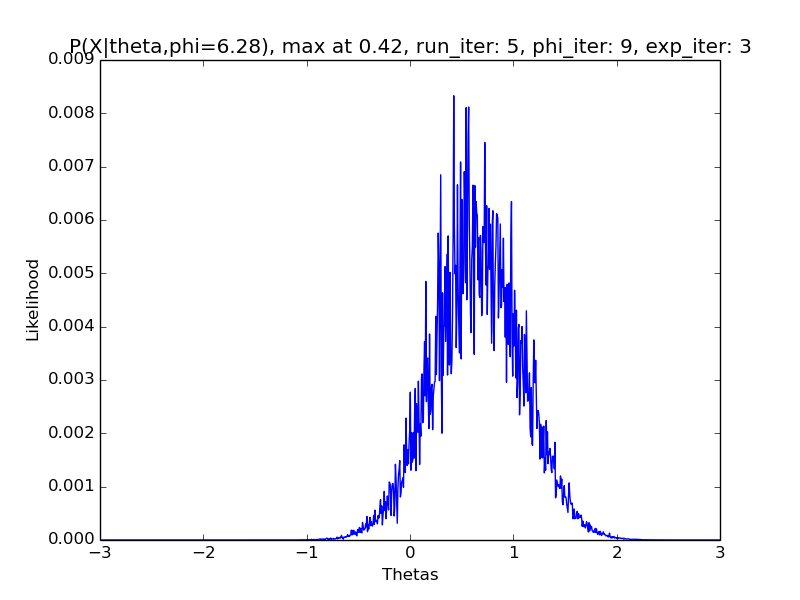 P(X|theta,phi=6.28), max at 0.42, run_iter: 5, phi_iter: 9, exp_iter: 3
0.009
0.008
0.007
0.006
0.005
0.004
0.003
0.002
0.001
0.000
Likelihood
−3 −2 −1 0 1 2 3
Thetas